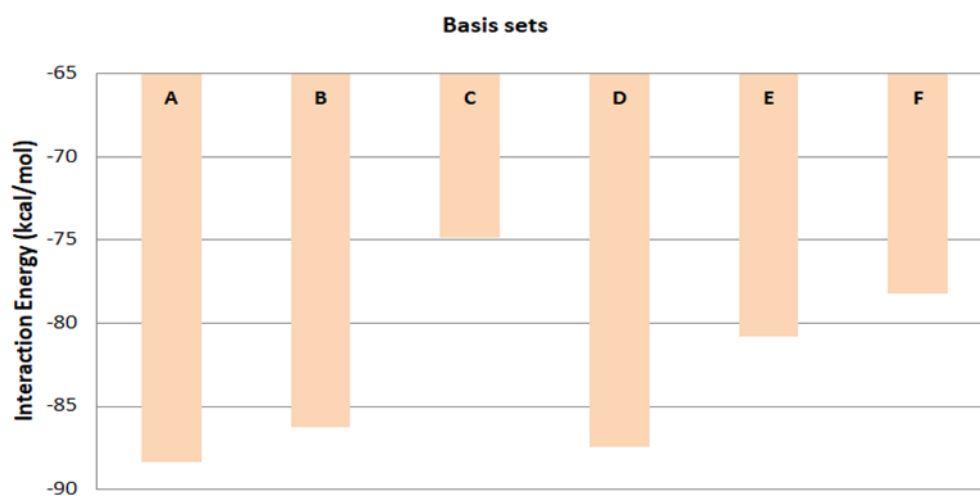 Basis sets
Interaction Energy (kcal/mol)
-65
-70
-75
-80
-85
-90
A
B
C
D
E
F